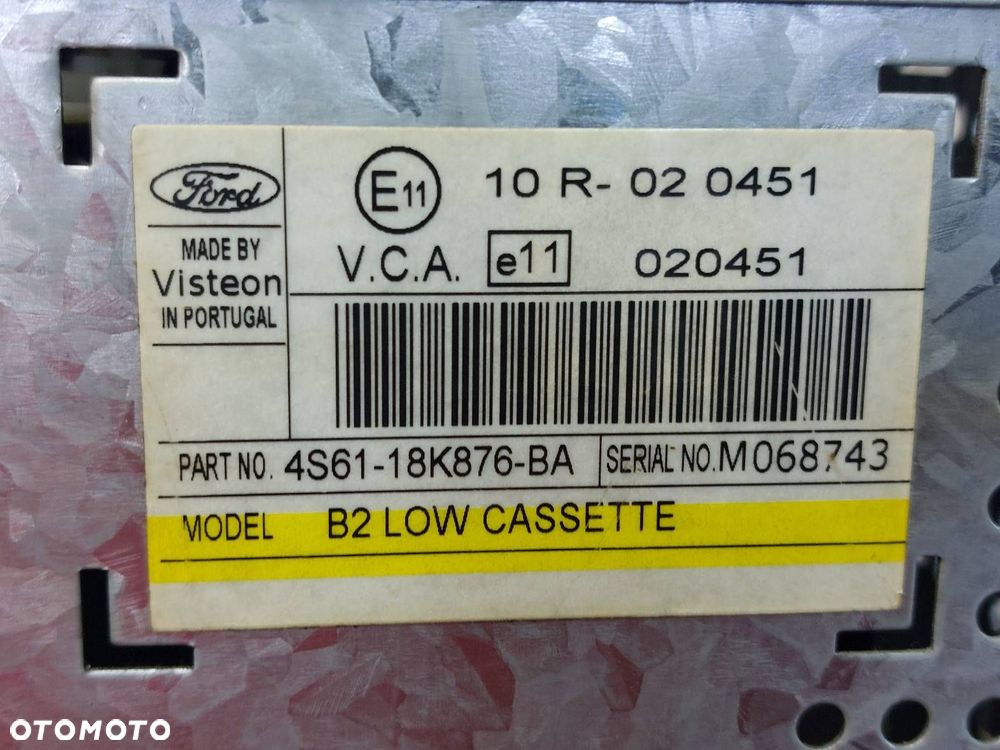 Ford
MADE BY
Visteon
IN PORTUGAL
E11 10 R- 02 0451
V.C.A. e11 020451
PART NO. 4S61-18K876-BA SERIAL NO. M068743
MODEL B2 LOW CASSETTE
OTOMOTO